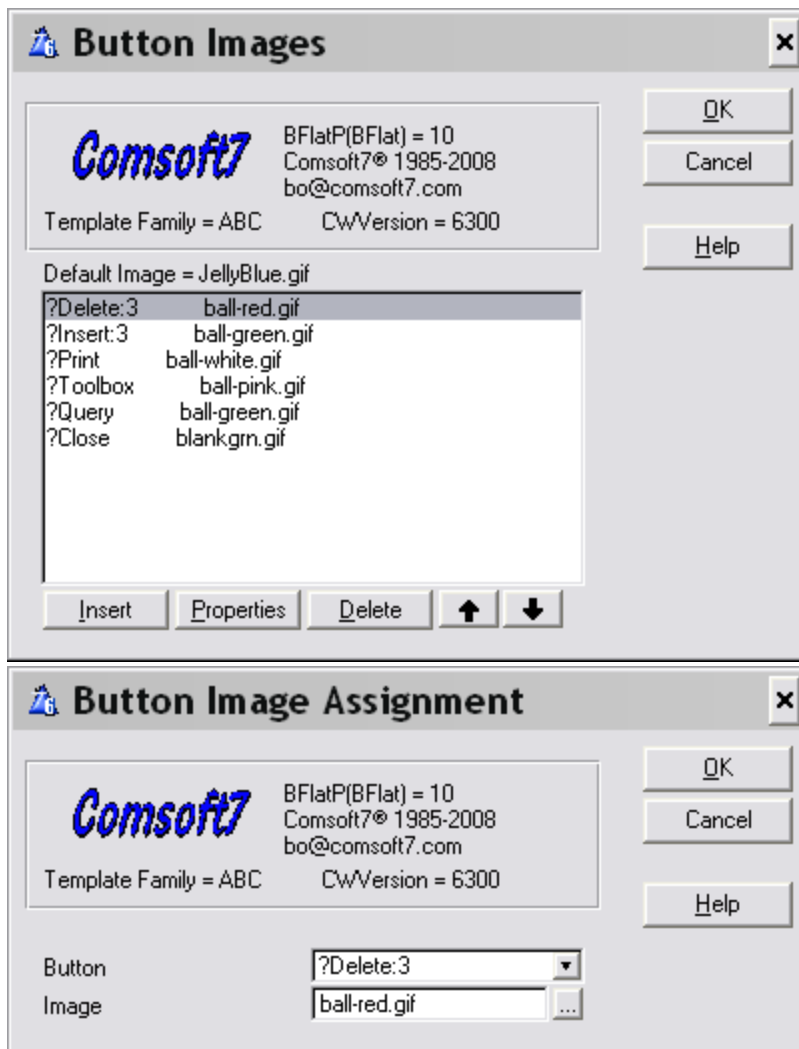 Button Images
OK
Comsoft7
BFlatP(BFlat) = 10
Comsoft7® 1985-2008
bo@comsoft7.com
Cancel
Template Family = ABC CWVersion = 6300
Help
Default Image = JellyBlue.gif
?Delete:3 ball-red.gif
?Insert:3 ball-green.gif
?Print ball-white.gif
?Toolbox ball-pink.gif
?Query ball-green.gif
?Close blankgrn.gif
Insert Properties Delete
Button Image Assignment
OK
Comsoft7
BFlatP(BFlat) = 10
Comsoft7® 1985-2008
bo@comsoft7.com
Cancel
Template Family = ABC CWVersion = 6300
Help
Button ?Delete:3
Image ball-red.gif ...